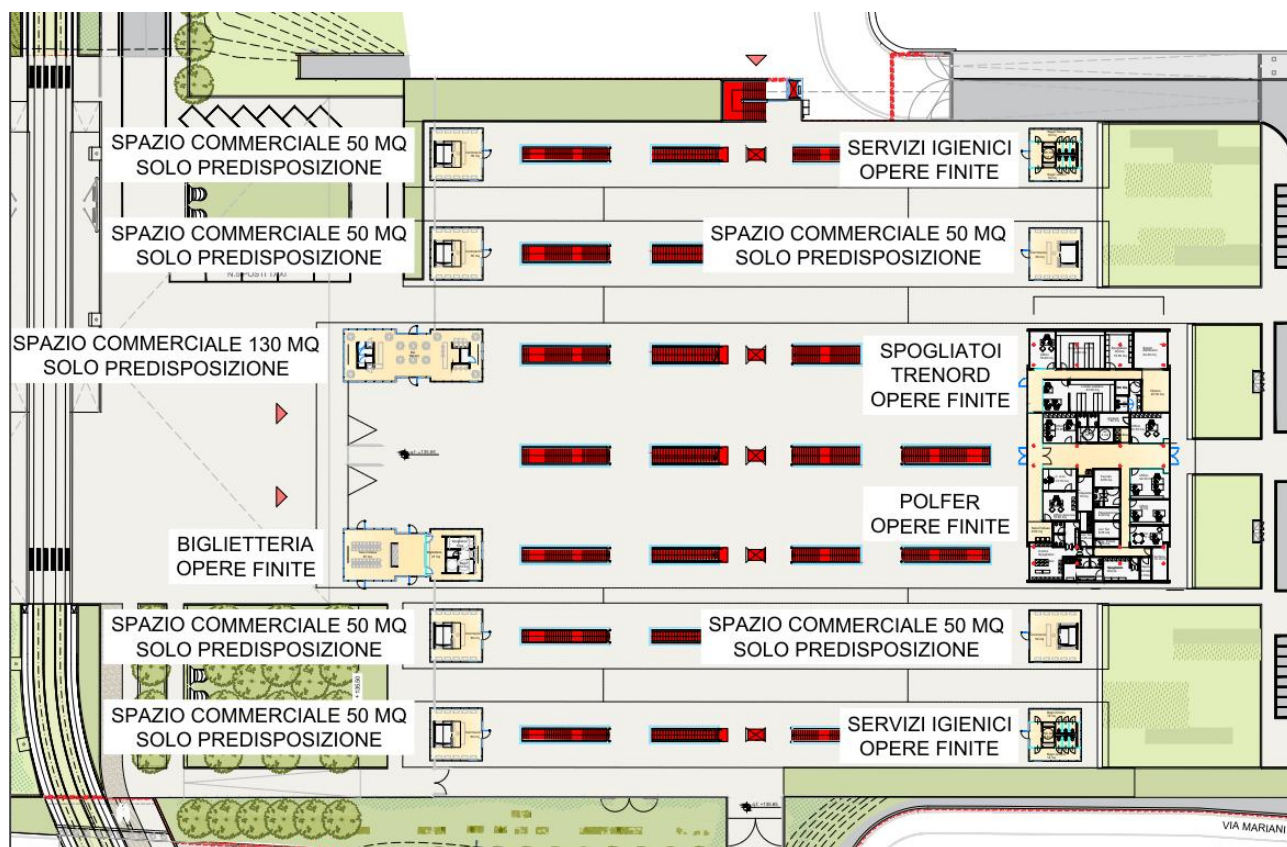 SPAZIO COMMERCIALE 50 MQ
SOLO PREDISPOSIZIONE
SERVIZI IGIENICI
OPERE FINITE
SPAZIO COMMERCIALE 50 MQ
SOLO PREDISPOSIZIONE
SPAZIO COMMERCIALE 50 MQ
SOLO PREDISPOSIZIONE
SPAZIO COMMERCIALE 130 MQ
SOLO PREDISPOSIZIONE
SPOGLIATOI
TRENORD
OPERE FINITE
POLFER
OPERE FINITE
BIGLIETTERIA
OPERE FINITE
SPAZIO COMMERCIALE 50 MQ
SOLO PREDISPOSIZIONE
SPAZIO COMMERCIALE 50 MQ
SOLO PREDISPOSIZIONE
SPAZIO COMMERCIALE 50 MQ
SOLO PREDISPOSIZIONE
SERVIZI IGIENICI
OPERE FINITE
VIA MARIANI